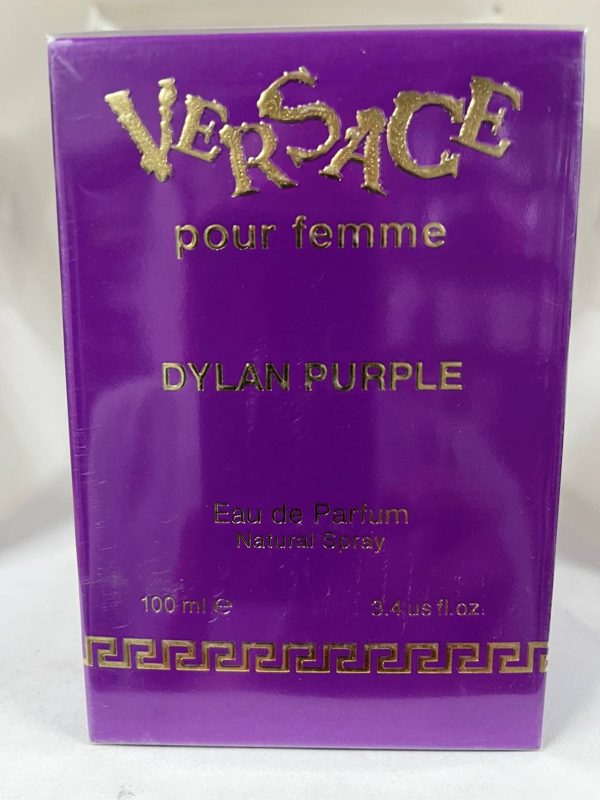 VERSACE
pour femme
DYLAN PURPLE
Eau de Parfum
Natural Spray
100 ml ℮ 3.4 us fl. oz.